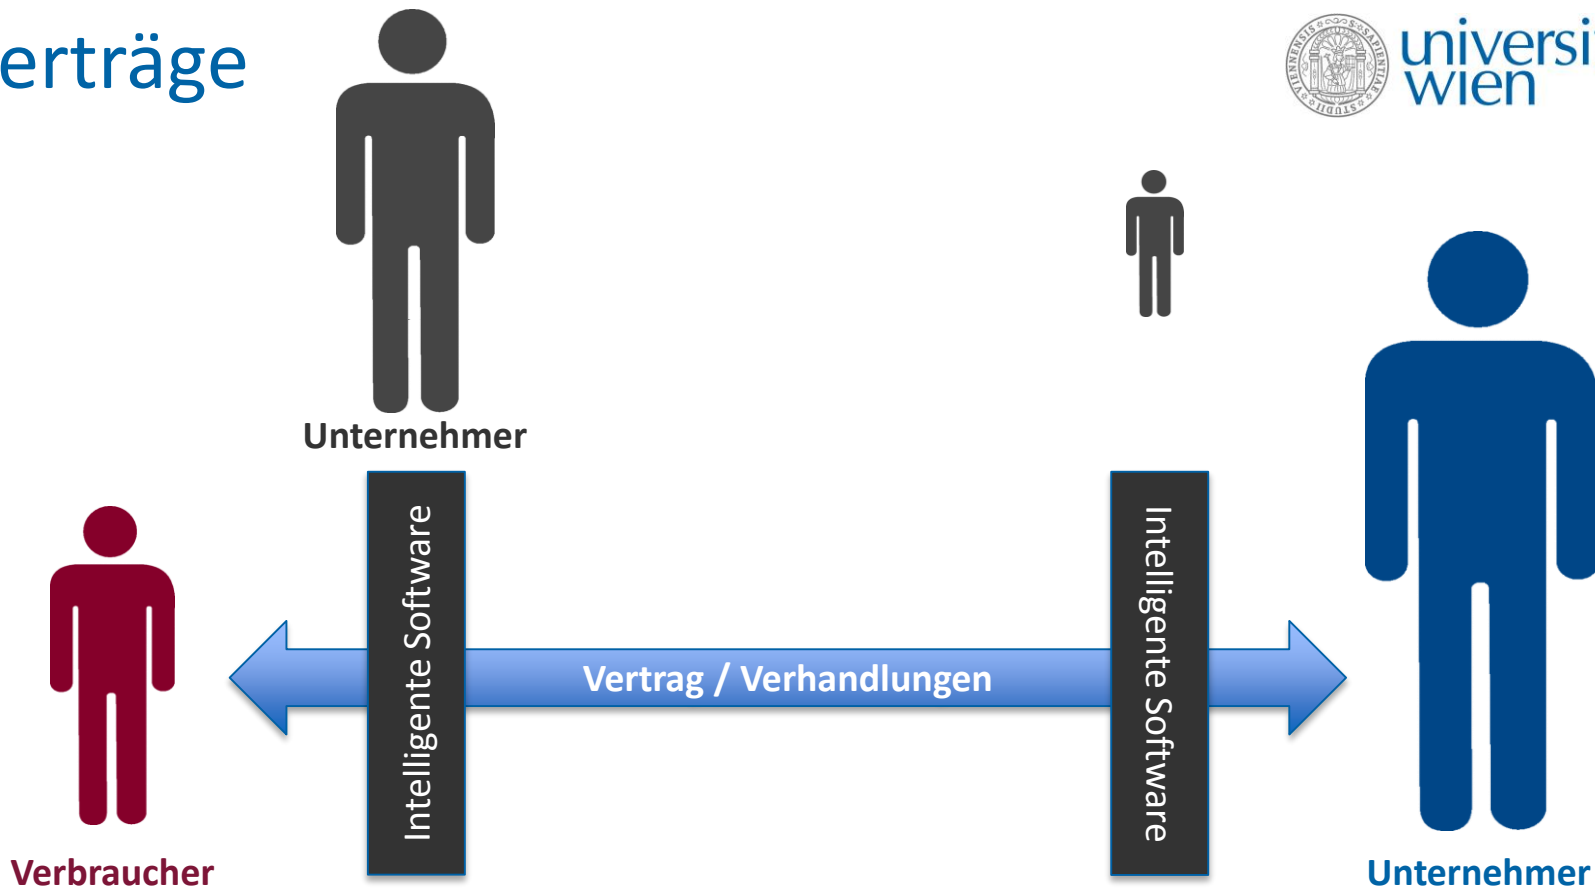 erträge
universi
wien
Unternehmer
Intelligente Software
Intelligente Software
Vertrag / Verhandlungen
Verbraucher
Unternehmer